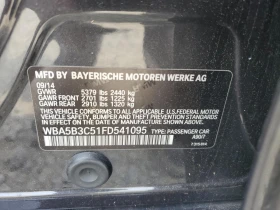 MFD BY BAYERISCHE MOTOREN WERKE AG
09/14
GVWR 5379 lbs 2440 kg
GAWR FRONT 2701 lbs 1225 kg
GAWR REAR 2910 lbs 1320 kg
THIS VEHICLE CONFORMS TO ALL APPLICABLE
FEDERAL MOTOR VEHICLE SAFETY, BUMPER,
AND THEFT PREVENTION STANDARDS IN EFFECT ON
THE DATE OF MANUFACTURE SHOWN ABOVE.
WBA5B3C51FD541095 TYPE: PASSENGER CAR
A90/7